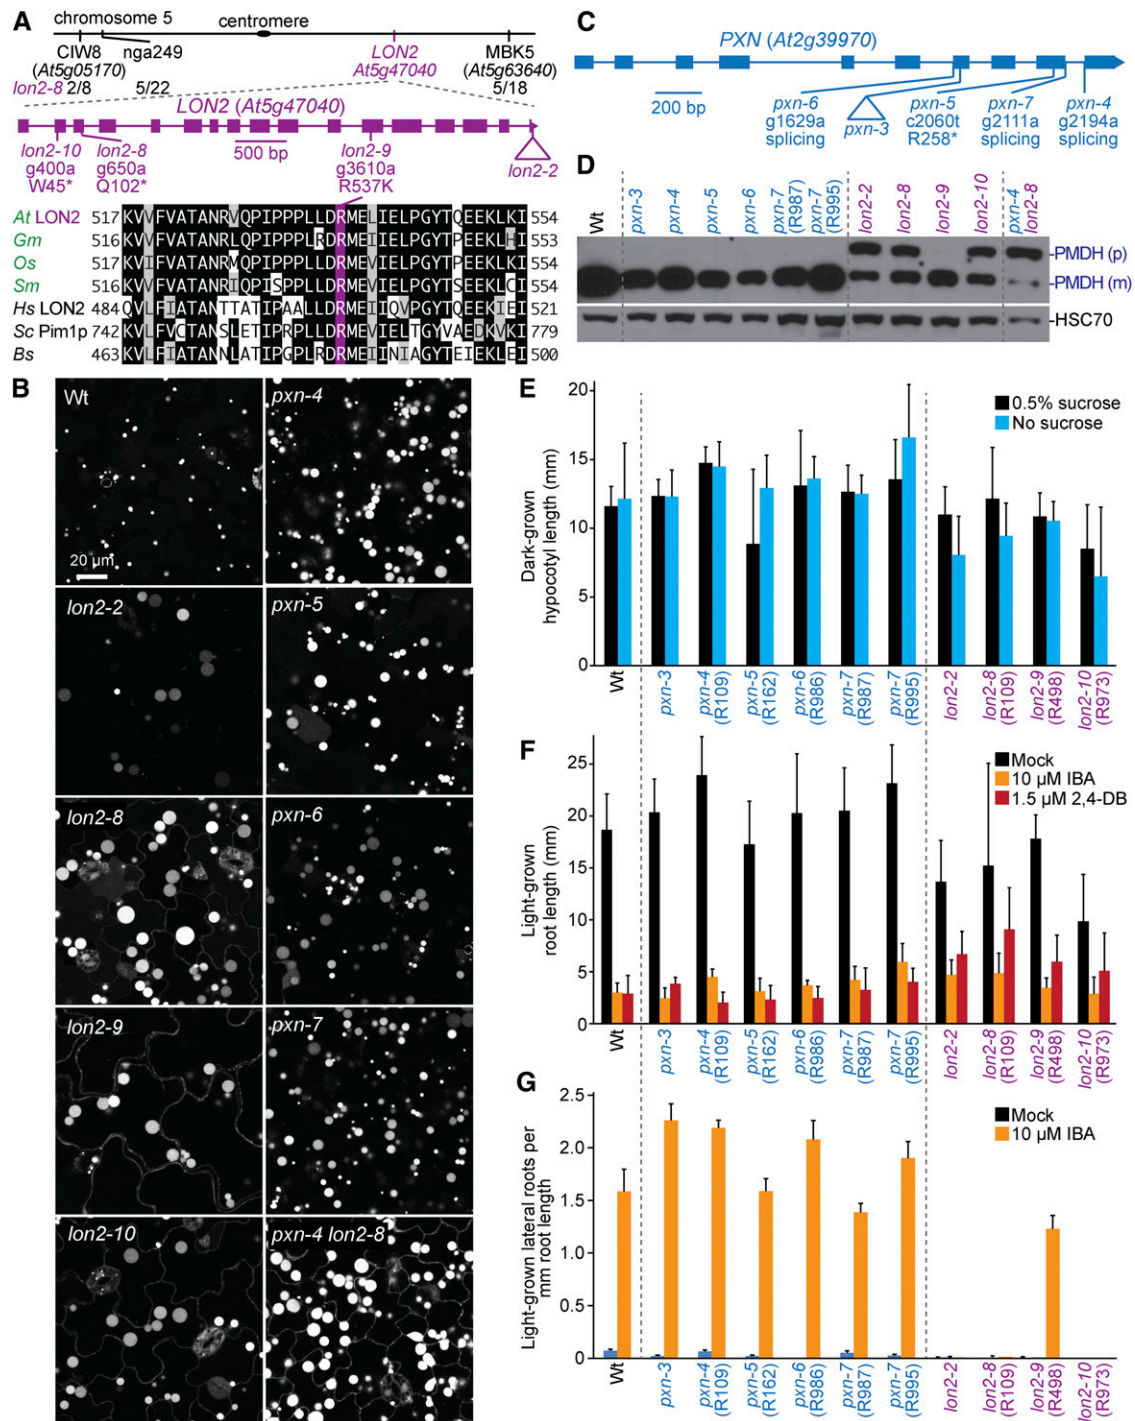 A
chromosome 5
centromere
CIW8
(At5g05170)
nga249
LON2
At5g47040
MBK5
(At5g63640)
lon2-8 2/8
5/22
5/18
LON2 (At5g47040)
lon2-10
g400a
W45*
lon2-8
g650a
Q102*
500 bp
lon2-9
g3610a
R537K
lon2-2
At LON2 517 KVVFVATANRVQPIPPPLLDRMELIELPGYTQEEKLKI 554
Gm 516 KVVFVATANRLQPIPPPLRDRMEVIELPGYTPEEKLHI 553
Os 517 KVMFVATANRMQPIPPPLLDRMEIIELPGYTPEEKLKI 554
Sm 517 KVVFVATANRIQPISPPLLDRMEIIELPGYTPEEKLCI 554
Hs LON2 484 QVLFIATANTTATIPAALLDRMEIIQVPGYTQEEKIEI 521
Sc Pim1p 742 KVLFVCTANSLETIPRPLLDRMEVIELTGYVAEDKVKI 779
Bs 463 KVLFIATANNLATIPGPLRDRMEIINIAGYTEIEKLEI 500
B
Wt
20 µm
pxn-4
lon2-2
pxn-5
lon2-8
pxn-6
lon2-9
pxn-7
lon2-10
pxn-4 lon2-8
C
PXN (At2g39970)
200 bp
pxn-6
g1629a
splicing
pxn-3
pxn-5
c2060t
R258*
pxn-7
g2111a
splicing
pxn-4
g2194a
splicing
D
Wt
pxn-3
pxn-4
pxn-5
pxn-6
pxn-7
(R987)
pxn-7
(R995)
lon2-2
lon2-8
lon2-9
lon2-10
pxn-4
lon2-8
-PMDH (p)
-PMDH (m)
-HSC70
E
Dark-grown
hypocotyl length (mm)
20
15
10
5
0
0.5% sucrose
No sucrose
Wt
pxn-3
pxn-4
(R109)
pxn-5
(R162)
pxn-6
(R986)
pxn-7
(R987)
pxn-7
(R995)
lon2-2
lon2-8
(R109)
lon2-9
(R498)
lon2-10
(R973)
F
Light-grown
root length (mm)
25
20
15
10
5
0
Mock
10 µM IBA
1.5 µM 2,4-DB
Wt
pxn-3
pxn-4
(R109)
pxn-5
(R162)
pxn-6
(R986)
pxn-7
(R987)
pxn-7
(R995)
lon2-2
lon2-8
(R109)
lon2-9
(R498)
lon2-10
(R973)
G
Light-grown lateral roots per
mm root length
2.5
2.0
1.5
1.0
0.5
0
Mock
10 µM IBA
Wt
pxn-3
pxn-4
(R109)
pxn-5
(R162)
pxn-6
(R986)
pxn-7
(R987)
pxn-7
(R995)
lon2-2
lon2-8
(R109)
lon2-9
(R498)
lon2-10
(R973)